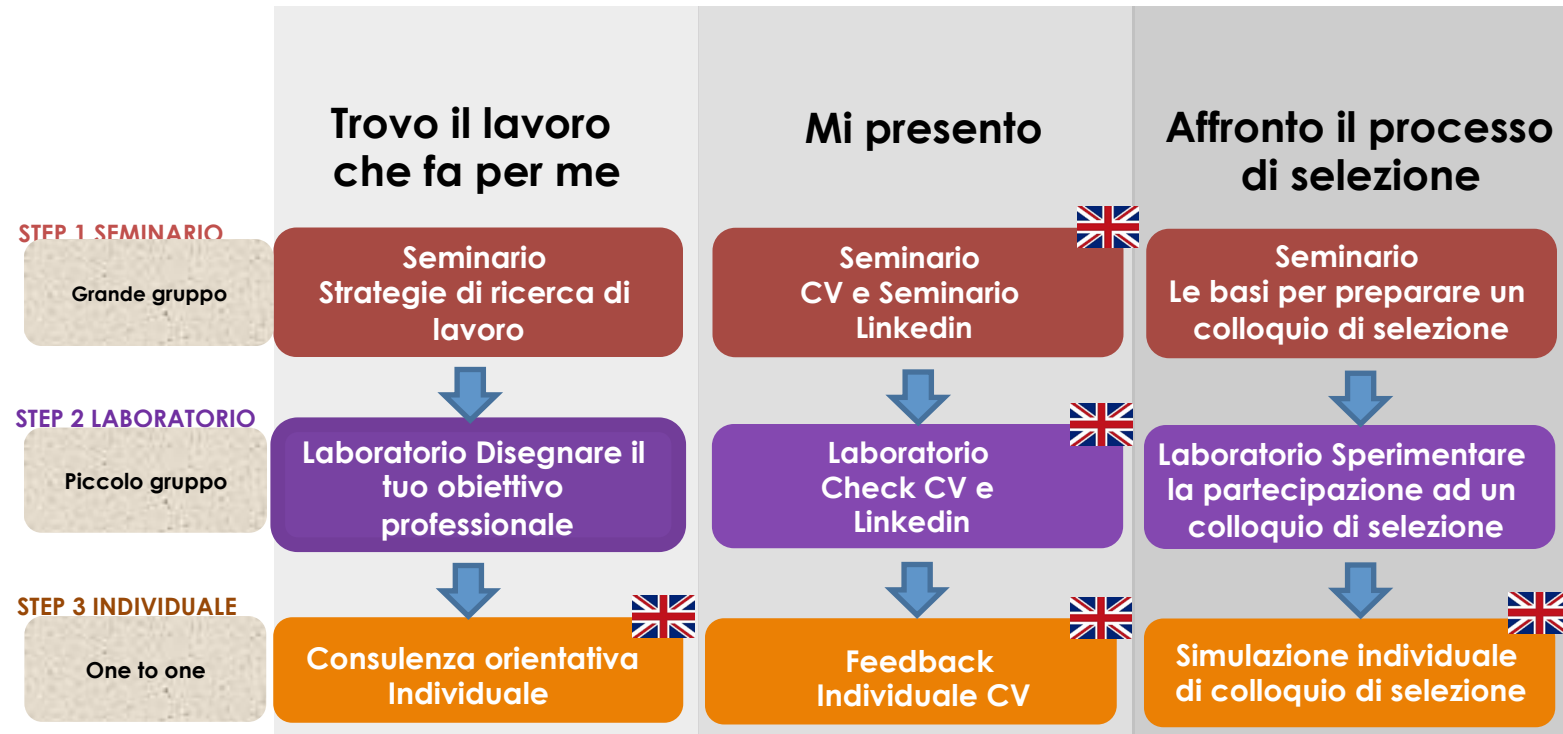 Trovo il lavoro
che fa per me
Mi presento
Affronto il processo
di selezione
STEP 1 SEMINARIO
Grande gruppo
Seminario
Strategie di ricerca di
lavoro
Seminario
CV e Seminario
Linkedin
Seminario
Le basi per preparare un
colloquio di selezione
STEP 2 LABORATORIO
Piccolo gruppo
Laboratorio Disegnare il
tuo obiettivo
professionale
Laboratorio
Check CV e
Linkedin
Laboratorio Sperimentare
la partecipazione ad un
colloquio di selezione
STEP 3 INDIVIDUALE
One to one
Consulenza orientativa
Individuale
Feedback
Individuale CV
Simulazione individuale
di colloquio di selezione